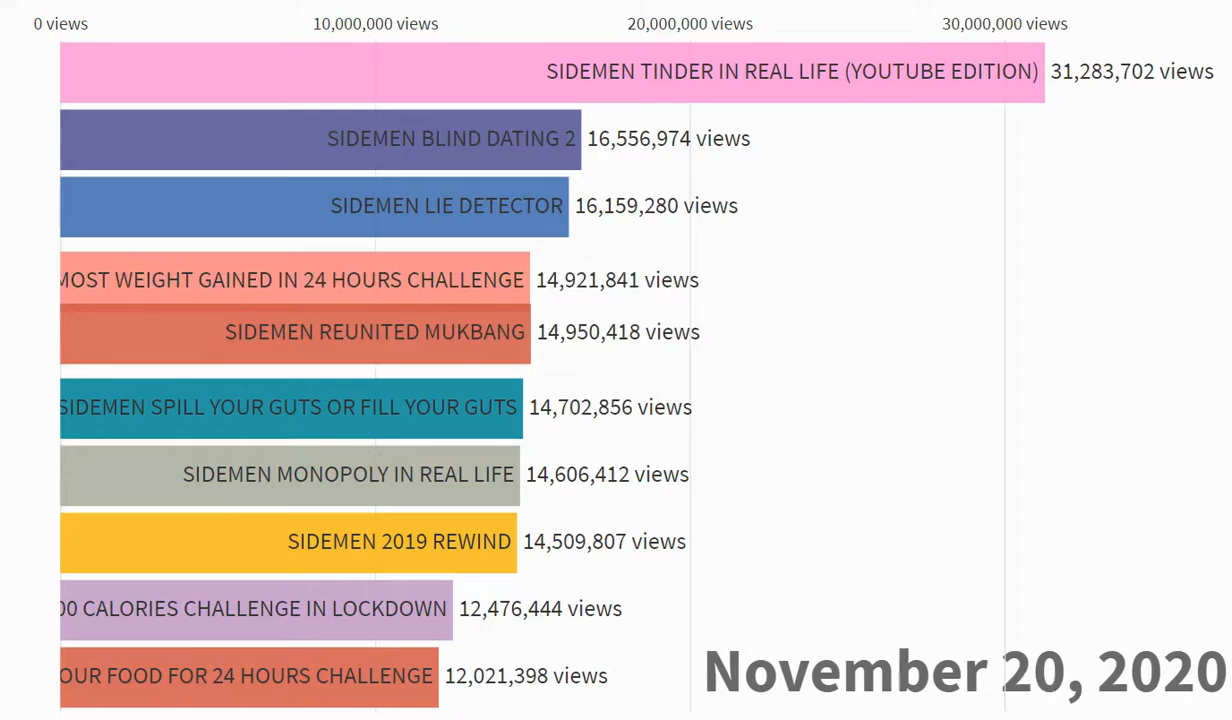 0 views 10,000,000 views 20,000,000 views 30,000,000 views
SIDEMEN TINDER IN REAL LIFE (YOUTUBE EDITION) 31,283,702 views
SIDEMEN BLIND DATING 2 16,556,974 views
SIDEMEN LIE DETECTOR 16,159,280 views
MOST WEIGHT GAINED IN 24 HOURS CHALLENGE 14,921,841 views
SIDEMEN REUNITED MUKBANG 14,950,418 views
SIDEMEN SPILL YOUR GUTS OR FILL YOUR GUTS 14,702,856 views
SIDEMEN MONOPOLY IN REAL LIFE 14,606,412 views
SIDEMEN 2019 REWIND 14,509,807 views
00 CALORIES CHALLENGE IN LOCKDOWN 12,476,444 views
OUR FOOD FOR 24 HOURS CHALLENGE 12,021,398 views
November 20, 2020